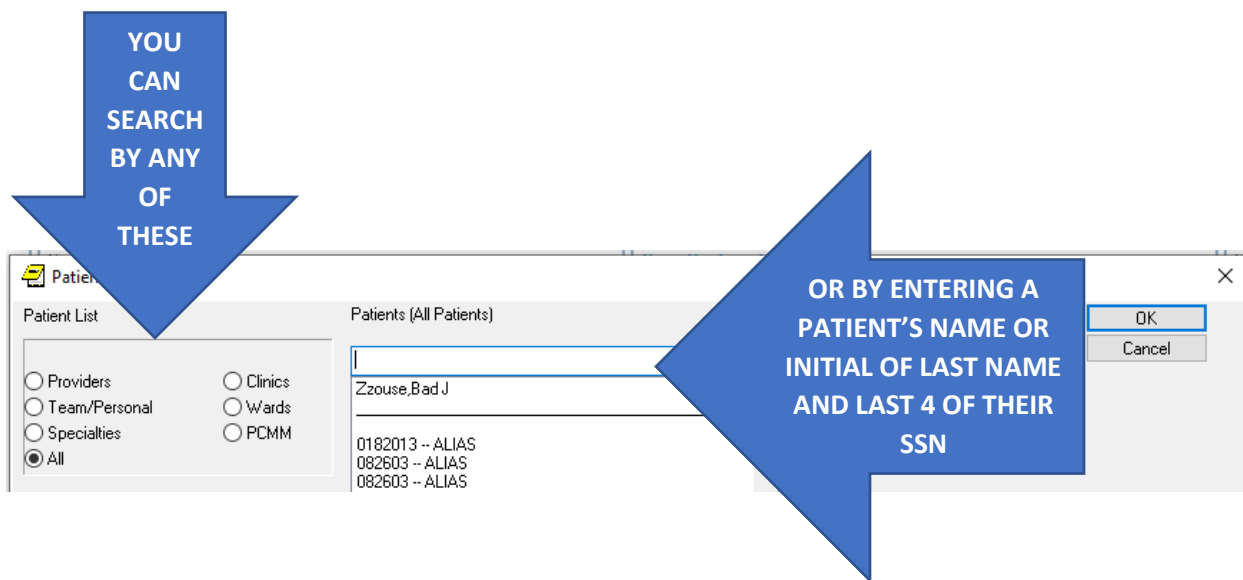 YOU
CAN
SEARCH
BY ANY
OF
THESE
OR BY ENTERING A
PATIENT’S NAME OR
INITIAL OF LAST NAME
AND LAST 4 OF THEIR
SSN
Patient List
Patients (All Patients)
OK
Cancel
Providers
Clinics
Team/Personal
Wards
Specialties
PCMM
All
Zzouse,Bad J
0182013 -- ALIAS
082603 -- ALIAS
082603 -- ALIAS